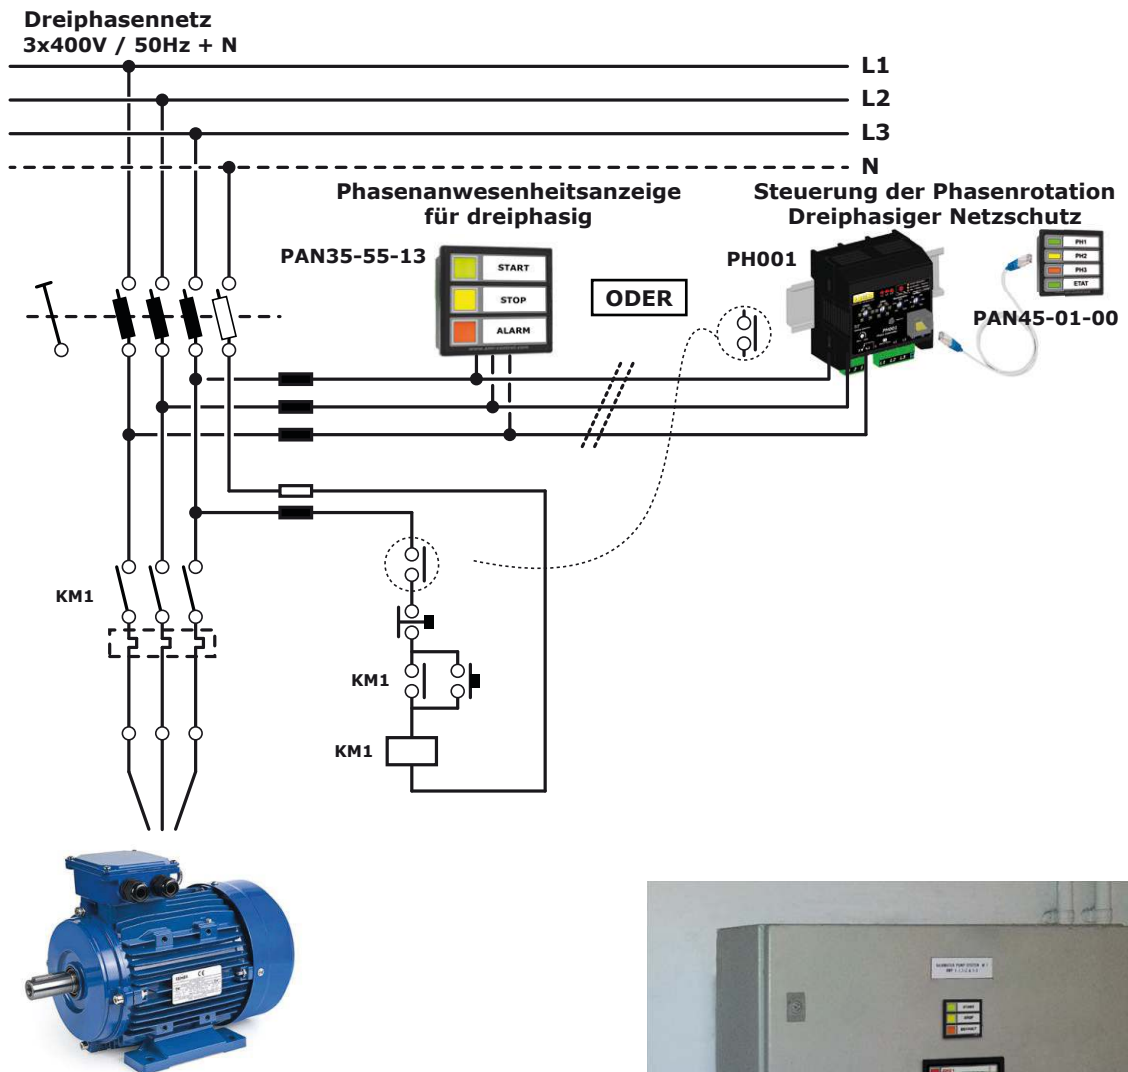 Dreiphasennetz
3x400V / 50Hz + N
L1
L2
L3
N
Phasenanwesenheitsanzeige
für dreiphasig
Steuerung der Phasenrotation
Dreiphasiger Netzschutz
PAN35-55-13
START
STOP
ALARM
ODER
PH001
PH1
PH2
PH3
ETAT
PAN45-01-00
KM1
KM1
KM1
START
STOP